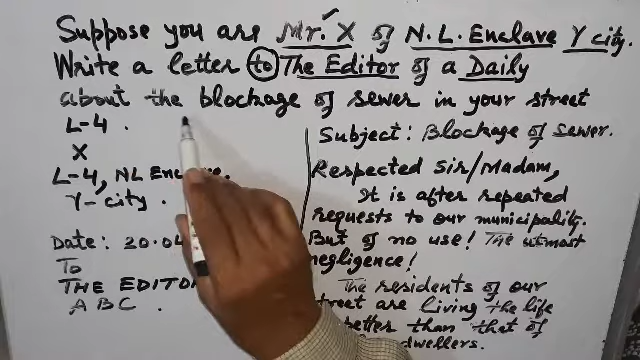 Suppose you are Mr. X of N.L. Enclave Y city.
Write a letter to The Editor of a Daily
about the blockage of sewer in your street
L-4 .
X
L-4, NL
Y-city .
Date: 20.04
To
THE EDITOR
ABC .
Subject: Blockage of sewer.
Respected Sir/Madam,
It is after repeated
requests to our municipality.
But of no use! The utmost
negligence!
The residents of our
street are living the life
better than that of
dwellers.